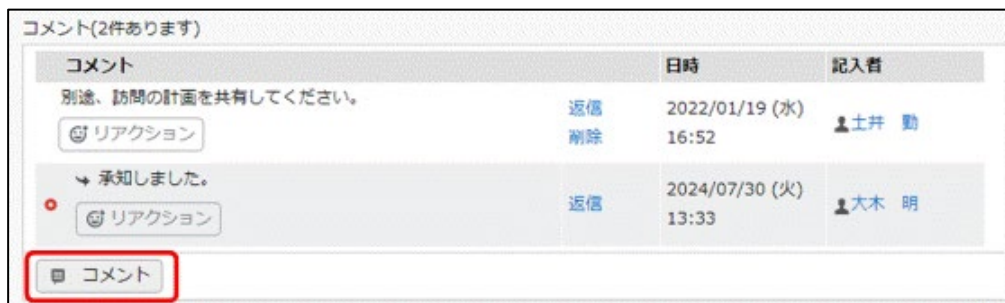 コメント(2件あります)
コメント 日時 記入者
別途、訪問の計画を共有してください。
リアクション
返信
削除
2022/01/19 (水)
16:52
土井 勤
承知しました。
リアクション
返信
2024/07/30 (火)
13:33
大木 明
コメント